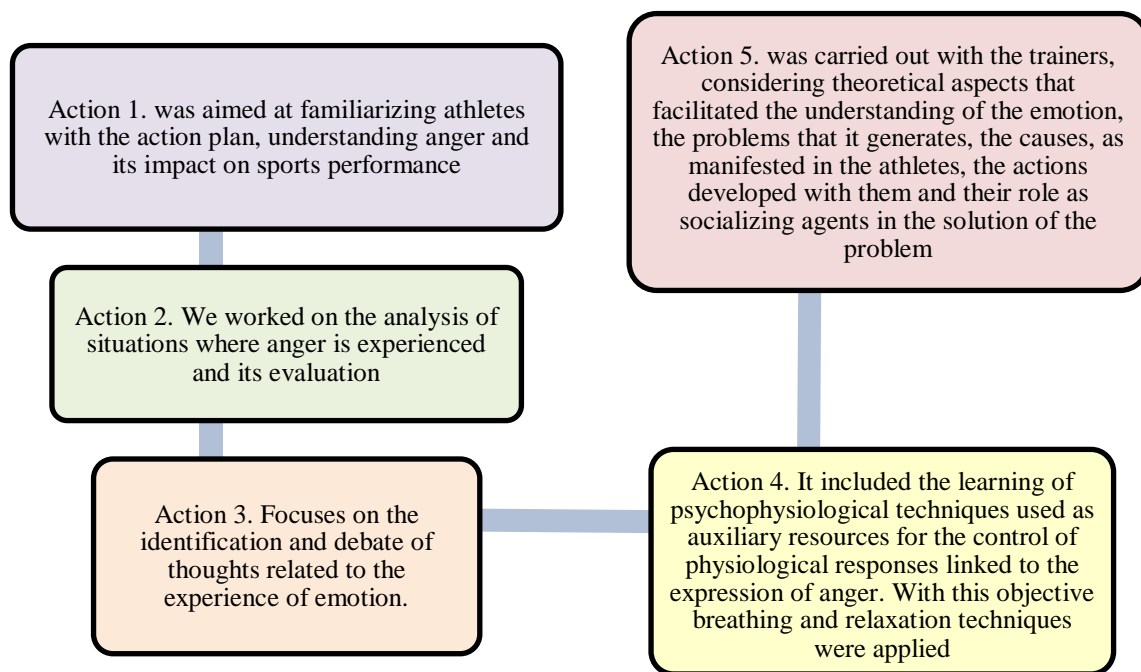 Action 1. was aimed at familiarizing athletes
with the action plan, understanding anger and
its impact on sports performance
Action 2. We worked on the analysis of
situations where anger is experienced
and its evaluation
Action 3. Focuses on the
identification and debate of
thoughts related to the
experience of emotion.
Action 4. It included the learning of
psychophysiological techniques used as
auxiliary resources for the control of
physiological responses linked to the
expression of anger. With this objective
breathing and relaxation techniques
were applied
Action 5. was carried out with the trainers,
considering theoretical aspects that
facilitated the understanding of the emotion,
the problems that it generates, the causes, as
manifested in the athletes, the actions
developed with them and their role as
socializing agents in the solution of the
problem